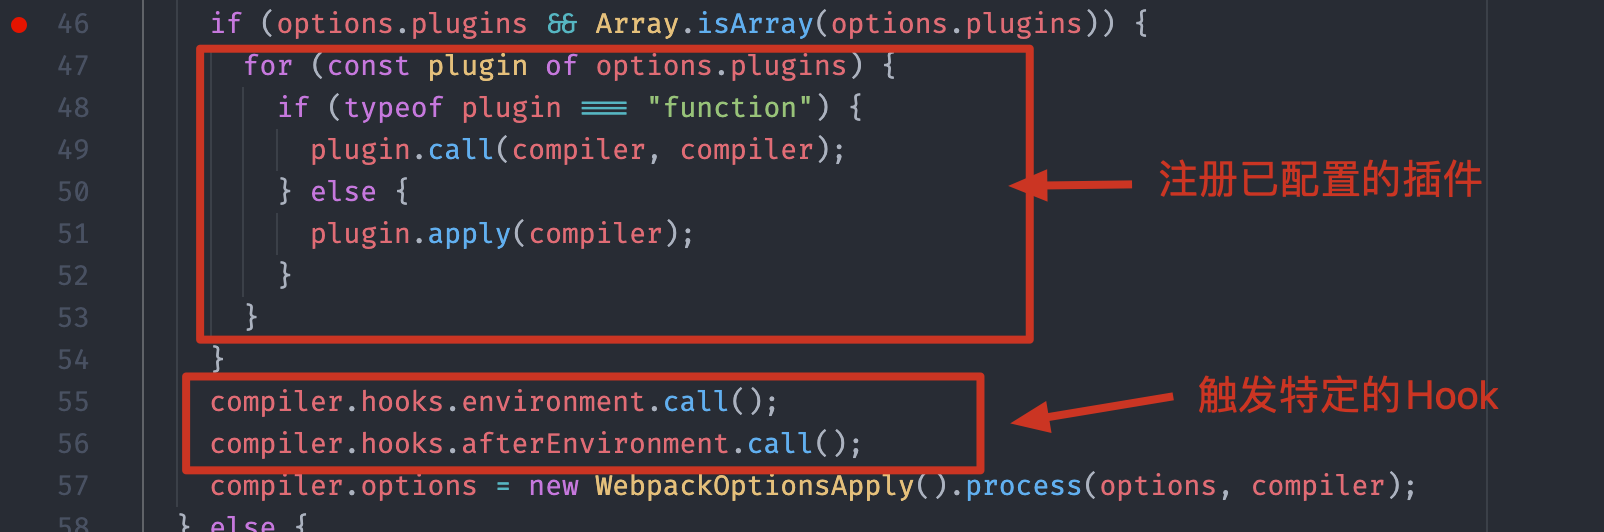 46 if (options.plugins && Array.isArray(options.plugins)) {
47 for (const plugin of options.plugins) {
48 if (typeof plugin === "function") {
49 plugin.call(compiler, compiler);
50 } else {
51 plugin.apply(compiler);
52 }
53 }
54 }
55 compiler.hooks.environment.call();
56 compiler.hooks.afterEnvironment.call();
57 compiler.options = new WebpackOptionsApply().process(options, compiler);
58 } else {
注册已配置的插件
触发特定的Hook